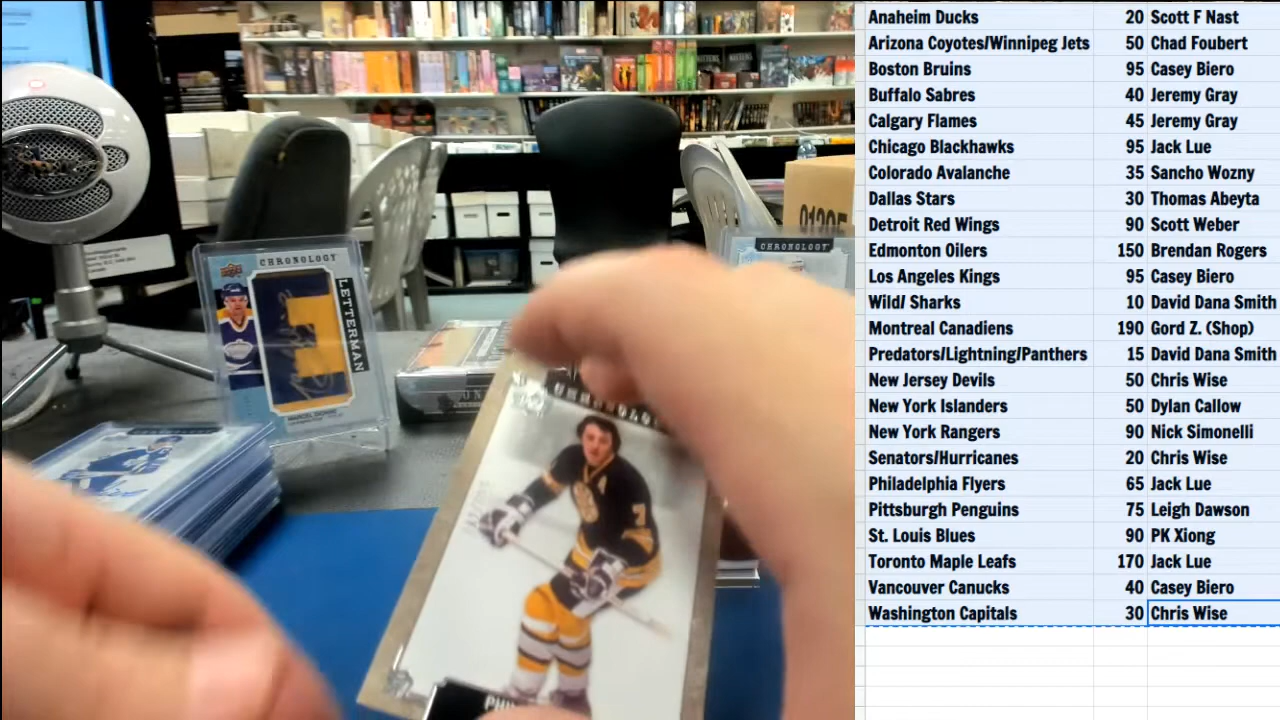 Anaheim Ducks 20 Scott F Nast
Arizona Coyotes/Winnipeg Jets 50 Chad Foubert
Boston Bruins 95 Casey Biero
Buffalo Sabres 40 Jeremy Gray
Calgary Flames 45 Jeremy Gray
Chicago Blackhawks 95 Jack Lue
Colorado Avalanche 35 Sancho Wozny
Dallas Stars 30 Thomas Abeyta
Detroit Red Wings 90 Scott Weber
Edmonton Oilers 150 Brendan Rogers
Los Angeles Kings 95 Casey Biero
Wild/ Sharks 10 David Dana Smith
Montreal Canadiens 190 Gord Z. (Shop)
Predators/Lightning/Panthers 15 David Dana Smith
New Jersey Devils 50 Chris Wise
New York Islanders 50 Dylan Callow
New York Rangers 90 Nick Simonelli
Senators/Hurricanes 20 Chris Wise
Philadelphia Flyers 65 Jack Lue
Pittsburgh Penguins 75 Leigh Dawson
St. Louis Blues 90 PK Xiong
Toronto Maple Leafs 170 Jack Lue
Vancouver Canucks 40 Casey Biero
Washington Capitals 30 Chris Wise
CHRONOLOGY
LETTERMAN
MARCEL DIONNE
CHRONOLOGY
7